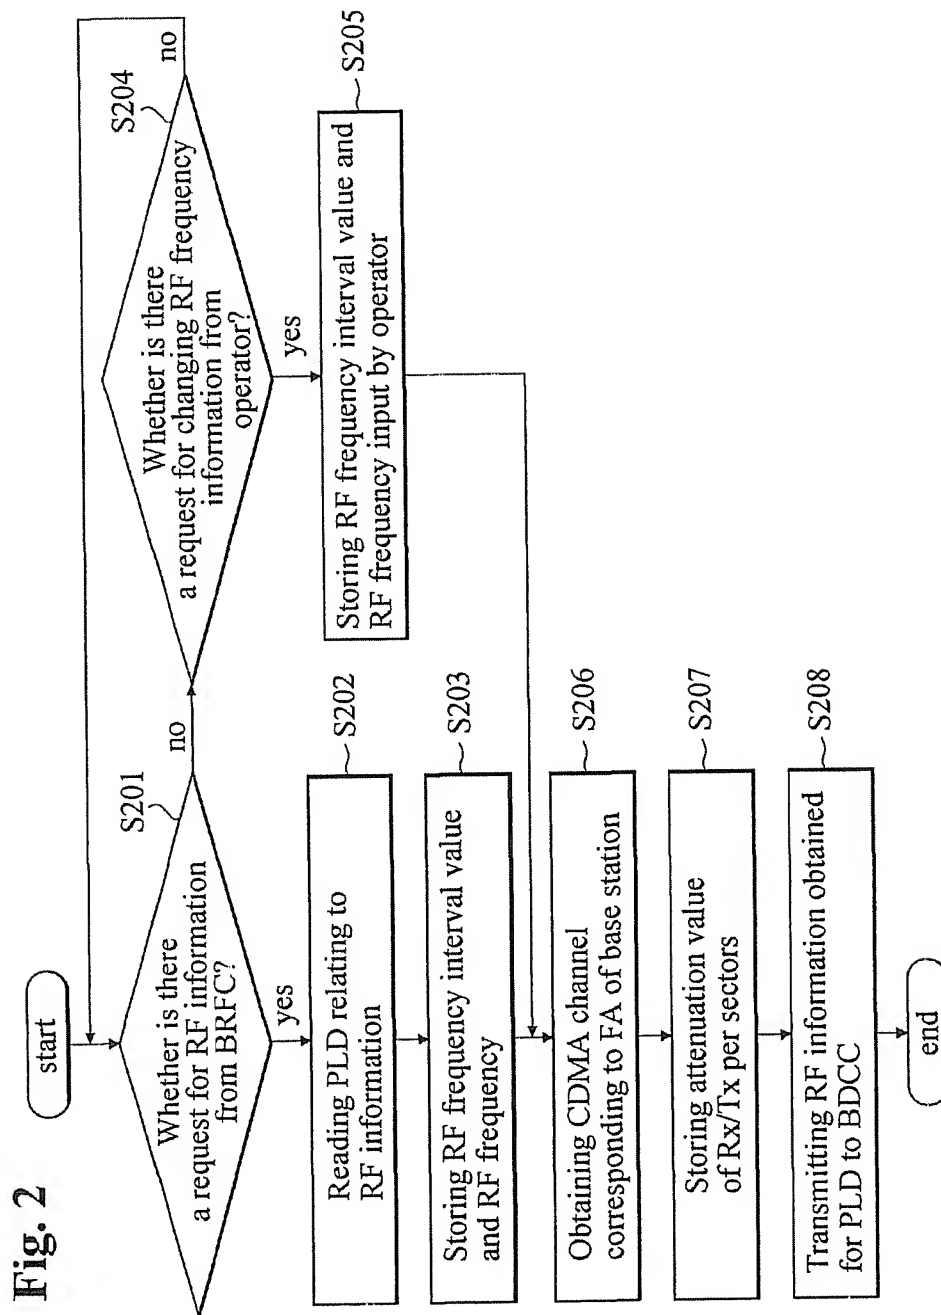 Fig. 2
start
Whether is there
a request for RF information
from BRFC?
S201
no
yes
Reading PLD relating to
RF information
S202
Storing RF frequency interval value
and RF frequency
S203
Whether is there
a request for changing RF frequency
information from
operator?
S204
no
yes
Storing RF frequency interval value and
RF frequency input by operator
S205
Obtaining CDMA channel
corresponding to FA of base station
S206
Storing attenuation value
of Rx/Tx per sectors
S207
Transmitting RF information obtained
for PLD to BDCC
S208
end